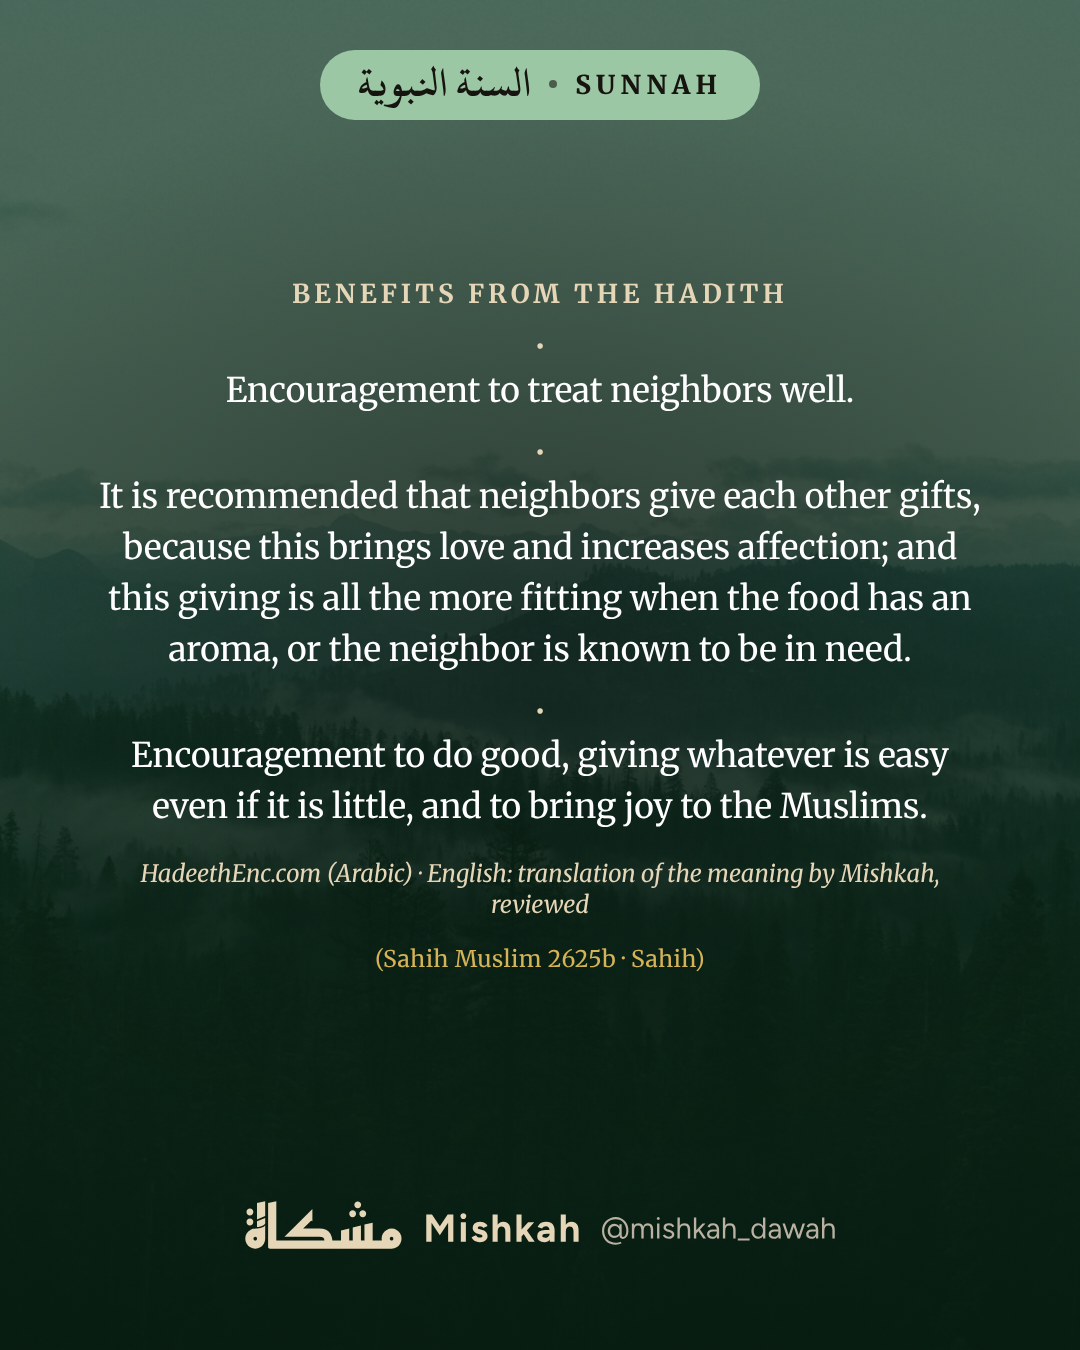 السنة النبوية • SUNNAH
BENEFITS FROM THE HADITH
•
Encouragement to treat neighbors well.
•
It is recommended that neighbors give each other gifts,
because this brings love and increases affection; and
this giving is all the more fitting when the food has an
aroma, or the neighbor is known to be in need.
•
Encouragement to do good, giving whatever is easy
even if it is little, and to bring joy to the Muslims.
HadeethEnc.com (Arabic) · English: translation of the meaning by Mishkah,
reviewed
(Sahih Muslim 2625b · Sahih)
مشكاة Mishkah @mishkah_dawah